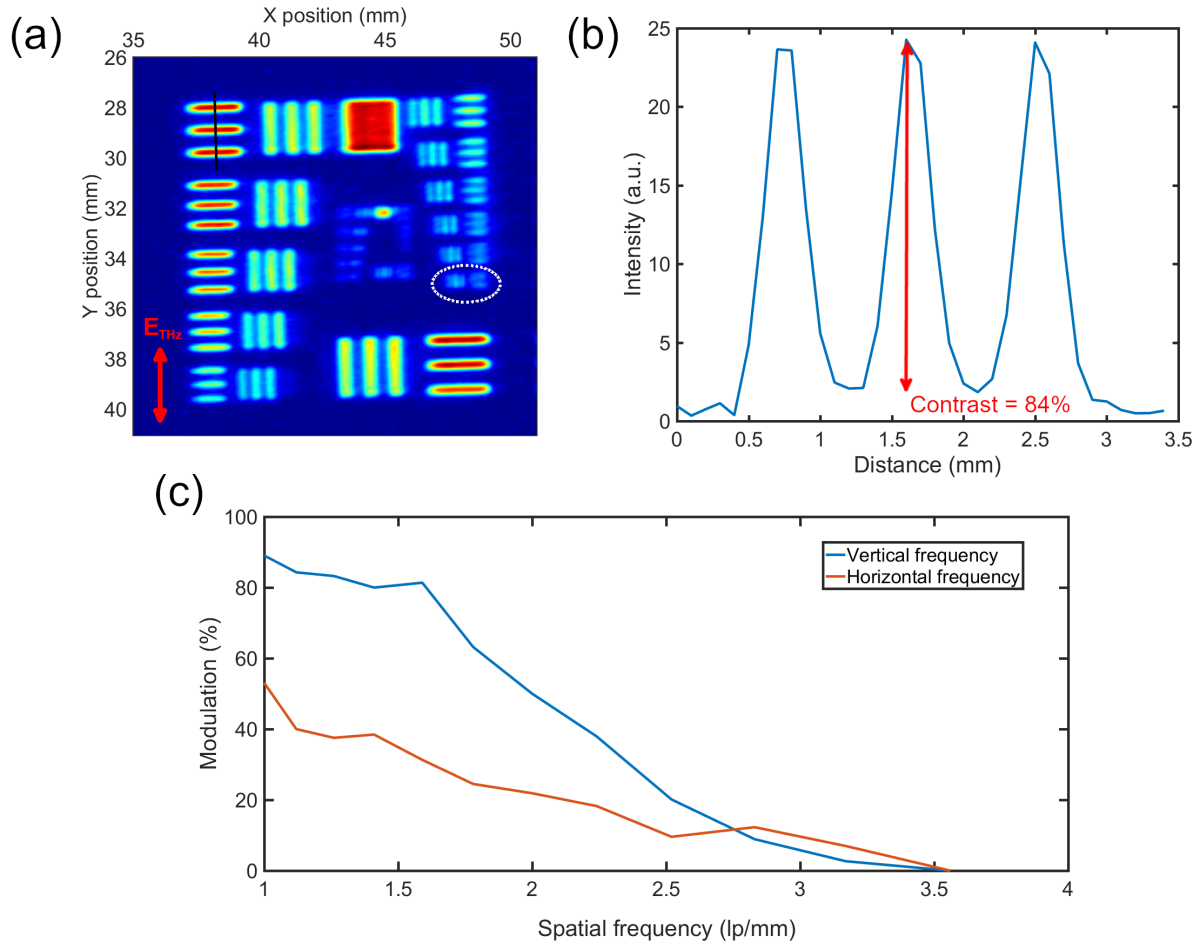 (a)
X position (mm)
35 40 45 50
26
28
30
32
34
36
38
40
Y position (mm)
E_THz
(b)
25
20
15
10
5
0
Intensity (a.u.)
Contrast = 84%
0 0.5 1 1.5 2 2.5 3 3.5
Distance (mm)
(c)
100
80
60
40
20
0
Modulation (%)
Vertical frequency
Horizontal frequency
1 1.5 2 2.5 3 3.5 4
Spatial frequency (lp/mm)